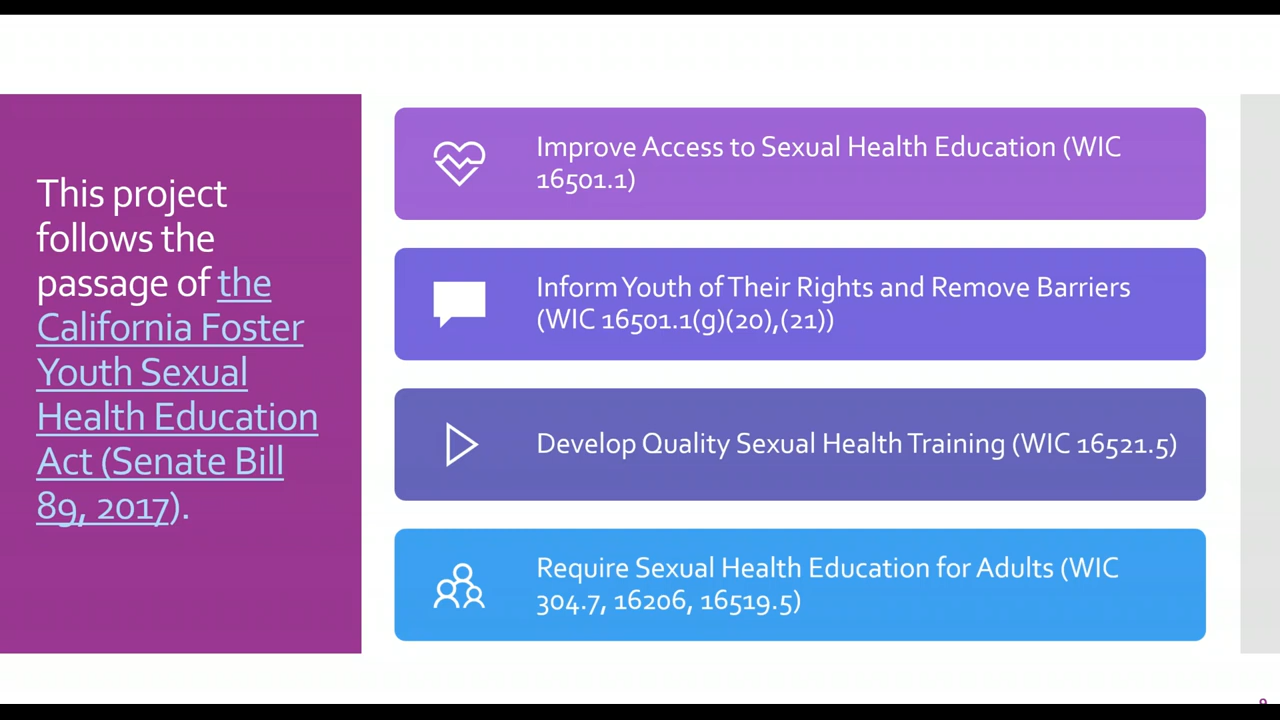 This project
follows the
passage of the
California Foster
Youth Sexual
Health Education
Act (Senate Bill
89, 2017).
Improve Access to Sexual Health Education (WIC
16501.1)
Inform Youth of Their Rights and Remove Barriers
(WIC 16501.1(g)(20),(21))
Develop Quality Sexual Health Training (WIC 16521.5)
Require Sexual Health Education for Adults (WIC
304.7, 16206, 16519.5)